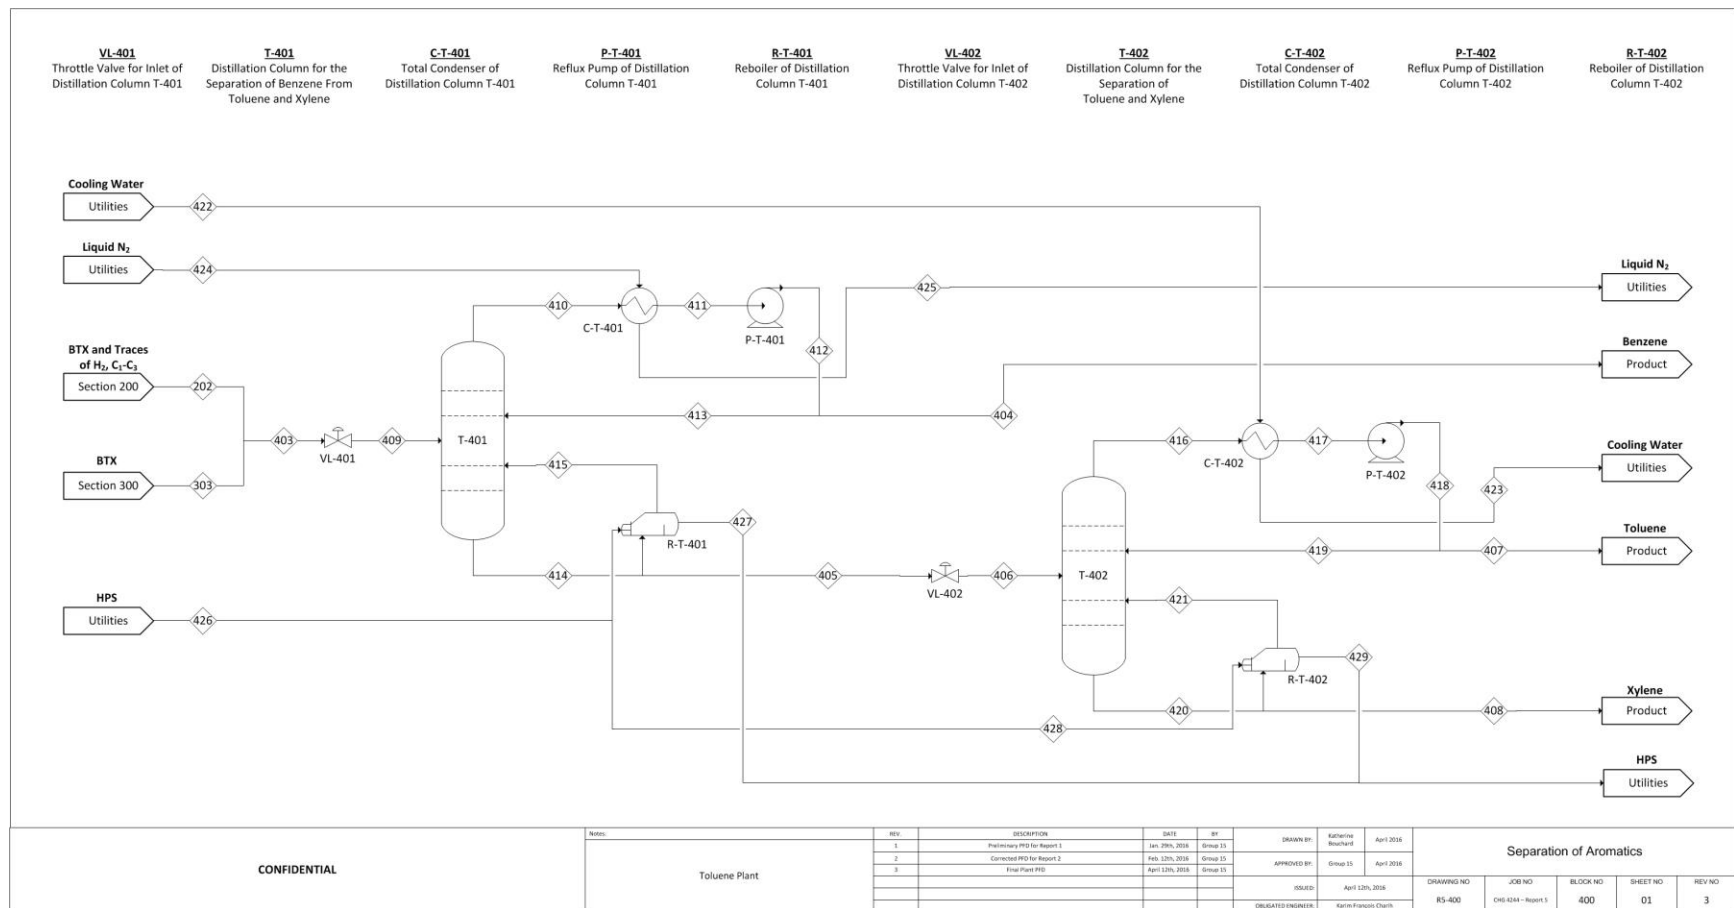 VL-401
Throttle Valve for Inlet of
Distillation Column T-401
T-401
Distillation Column for the
Separation of Benzene From
Toluene and Xylene
C-T-401
Total Condenser of
Distillation Column T-401
P-T-401
Reflux Pump of Distillation
Column T-401
R-T-401
Reboiler of Distillation
Column T-401
VL-402
Throttle Valve for Inlet of
Distillation Column T-402
T-402
Distillation Column for the
Separation of
Toluene and Xylene
C-T-402
Total Condenser of
Distillation Column T-402
P-T-402
Reflux Pump of Distillation
Column T-402
R-T-402
Reboiler of Distillation
Column T-402
Cooling Water
Utilities
422
Liquid N₂
Utilities
424
Liquid N₂
Utilities
425
410
C-T-401
411
P-T-401
412
BTX and Traces
of H₂, C₁-C₃
Section 200
202
Benzene
Product
413
404
403
VL-401
409
T-401
416
C-T-402
417
P-T-402
Cooling Water
Utilities
BTX
Section 300
303
415
418
423
427
R-T-401
Toluene
Product
419
407
414
405
VL-402
406
T-402
421
HPS
Utilities
426
429
R-T-402
Xylene
Product
420
408
428
HPS
Utilities
CONFIDENTIAL
Notes:
Toluene Plant
REV. DESCRIPTION DATE BY
1 Preliminary PFD for Report 1 Jan. 29th, 2016 Group 15
2 Corrected PFD for Report 2 Feb. 12th, 2016 Group 15
3 Final Plant PFD April 12th, 2016 Group 15
DRAWN BY: Katherine Bouchard April 2016
APPROVED BY: Group 15 April 2016
ISSUED: April 12th, 2016
OBLIGATED ENGINEER: Karim François Charih
Separation of Aromatics
DRAWING NO JOB NO BLOCK NO SHEET NO REV NO
RS-400 CHG 4244 – Report 5 400 01 3